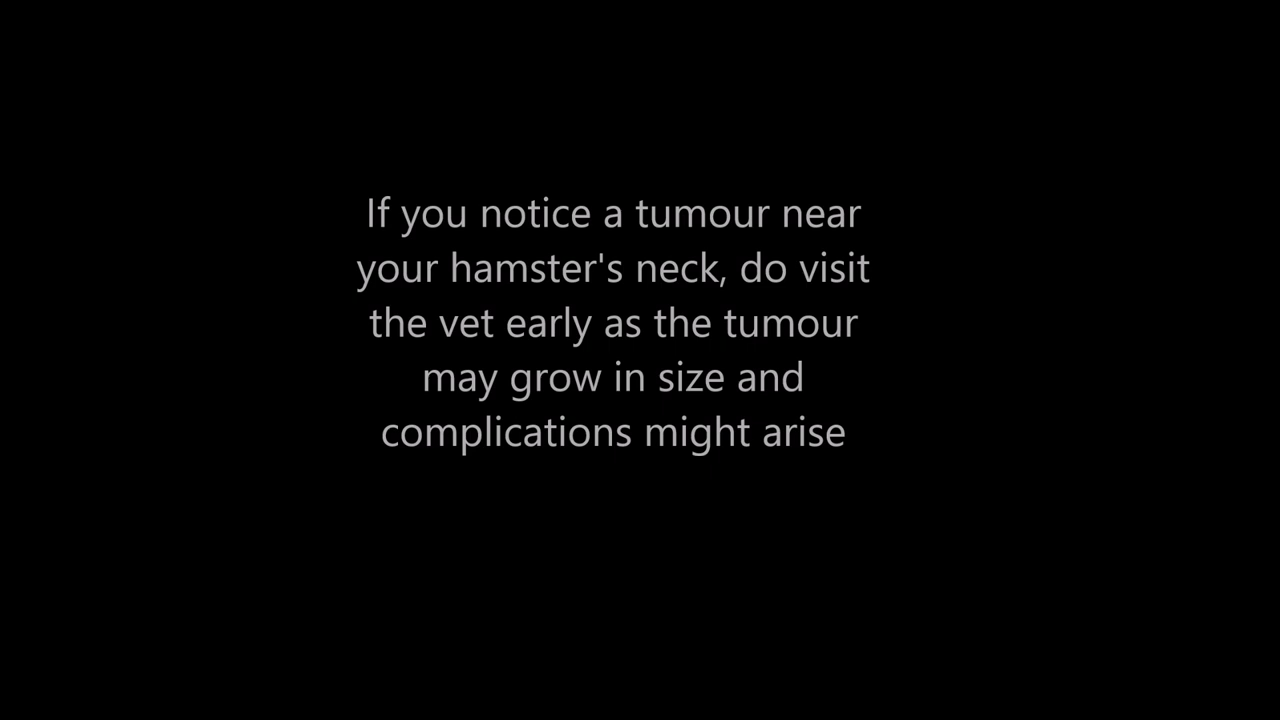 If you notice a tumour near
your hamster's neck, do visit
the vet early as the tumour
may grow in size and
complications might arise